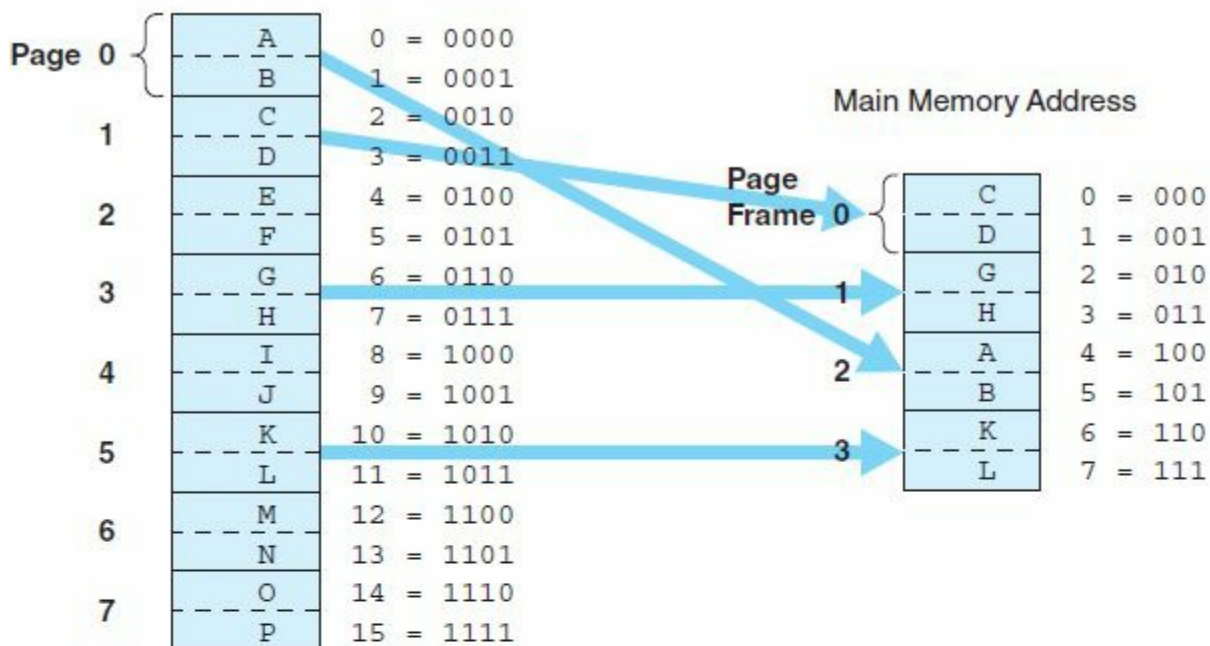 Page 0
A 0 = 0000
B 1 = 0001
1
C 2 = 0010
D 3 = 0011
2
E 4 = 0100
F 5 = 0101
3
G 6 = 0110
H 7 = 0111
4
I 8 = 1000
J 9 = 1001
5
K 10 = 1010
L 11 = 1011
6
M 12 = 1100
N 13 = 1101
7
O 14 = 1110
P 15 = 1111
Main Memory Address
Page
Frame 0
C 0 = 000
D 1 = 001
1
G 2 = 010
H 3 = 011
2
A 4 = 100
B 5 = 101
3
K 6 = 110
L 7 = 111